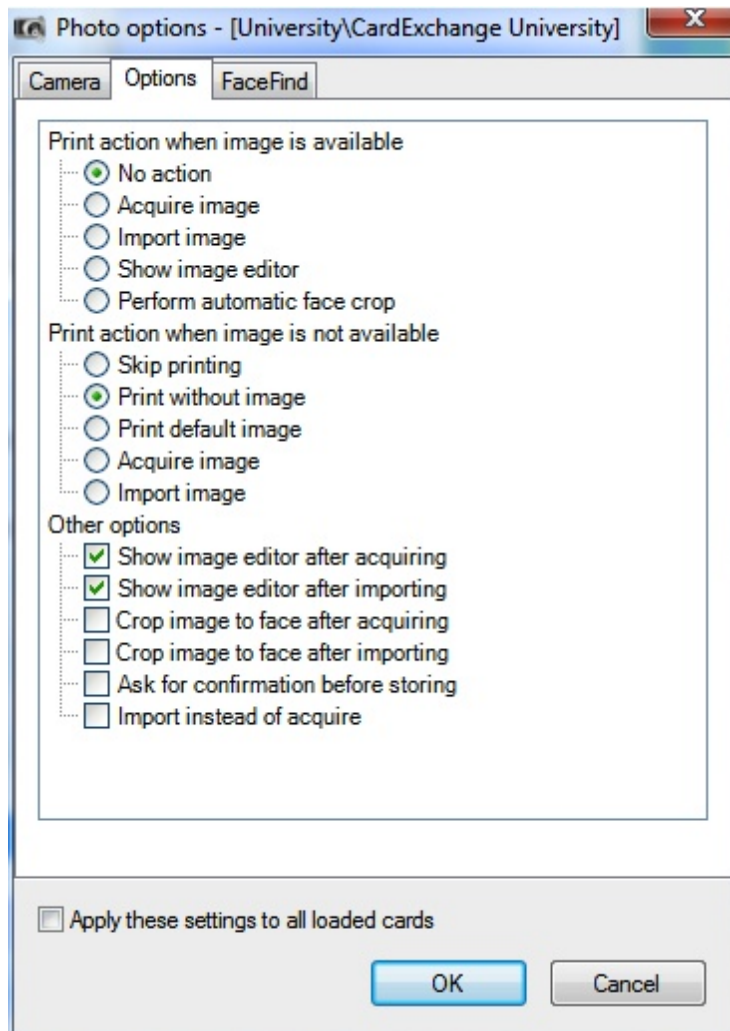 Photo options - [University\CardExchange University]
Camera Options FaceFind
Print action when image is available
No action
Acquire image
Import image
Show image editor
Perform automatic face crop
Print action when image is not available
Skip printing
Print without image
Print default image
Acquire image
Import image
Other options
Show image editor after acquiring
Show image editor after importing
Crop image to face after acquiring
Crop image to face after importing
Ask for confirmation before storing
Import instead of acquire
Apply these settings to all loaded cards
OK Cancel